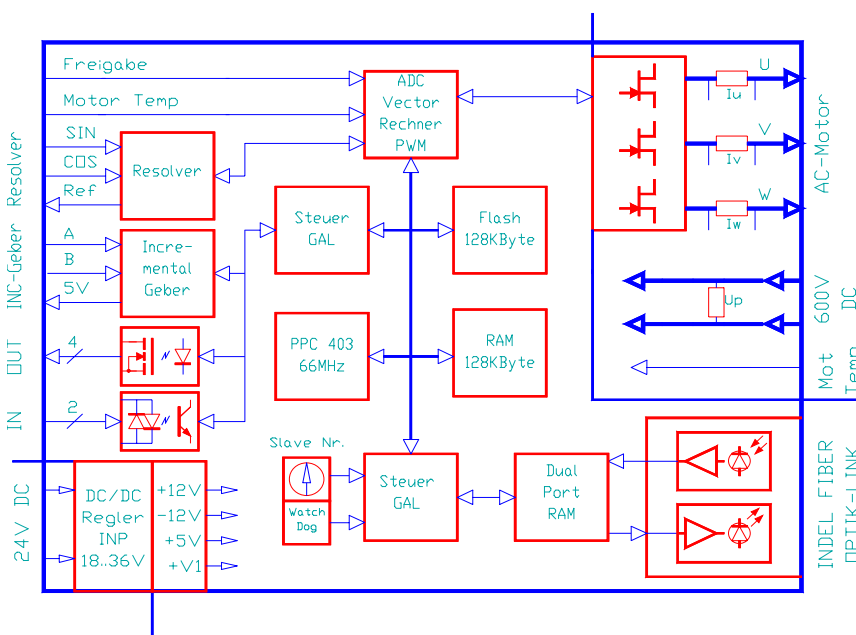 Freigabe
Motor Temp
SIN
COS
Ref
Resolver
Resolver
A
B
5V
INC-Geber
Incre-
mental
Geber
OUT
4
IN
2
ADC
Vector
Rechner
PWM
Steuer
GAL
Flash
128KByte
PPC 403
66MHz
RAM
128KByte
Slave Nr.
Watch
Dog
Steuer
GAL
Dual
Port
RAM
24V DC
DC/DC
Regler
INP
18..36V
+12V
-12V
+5V
+V1
U
Iu
V
Iv
W
Iw
AC-Motor
Up
600V
DC
Mot
Temp
INDEL FIBER
OPTIK-LINK